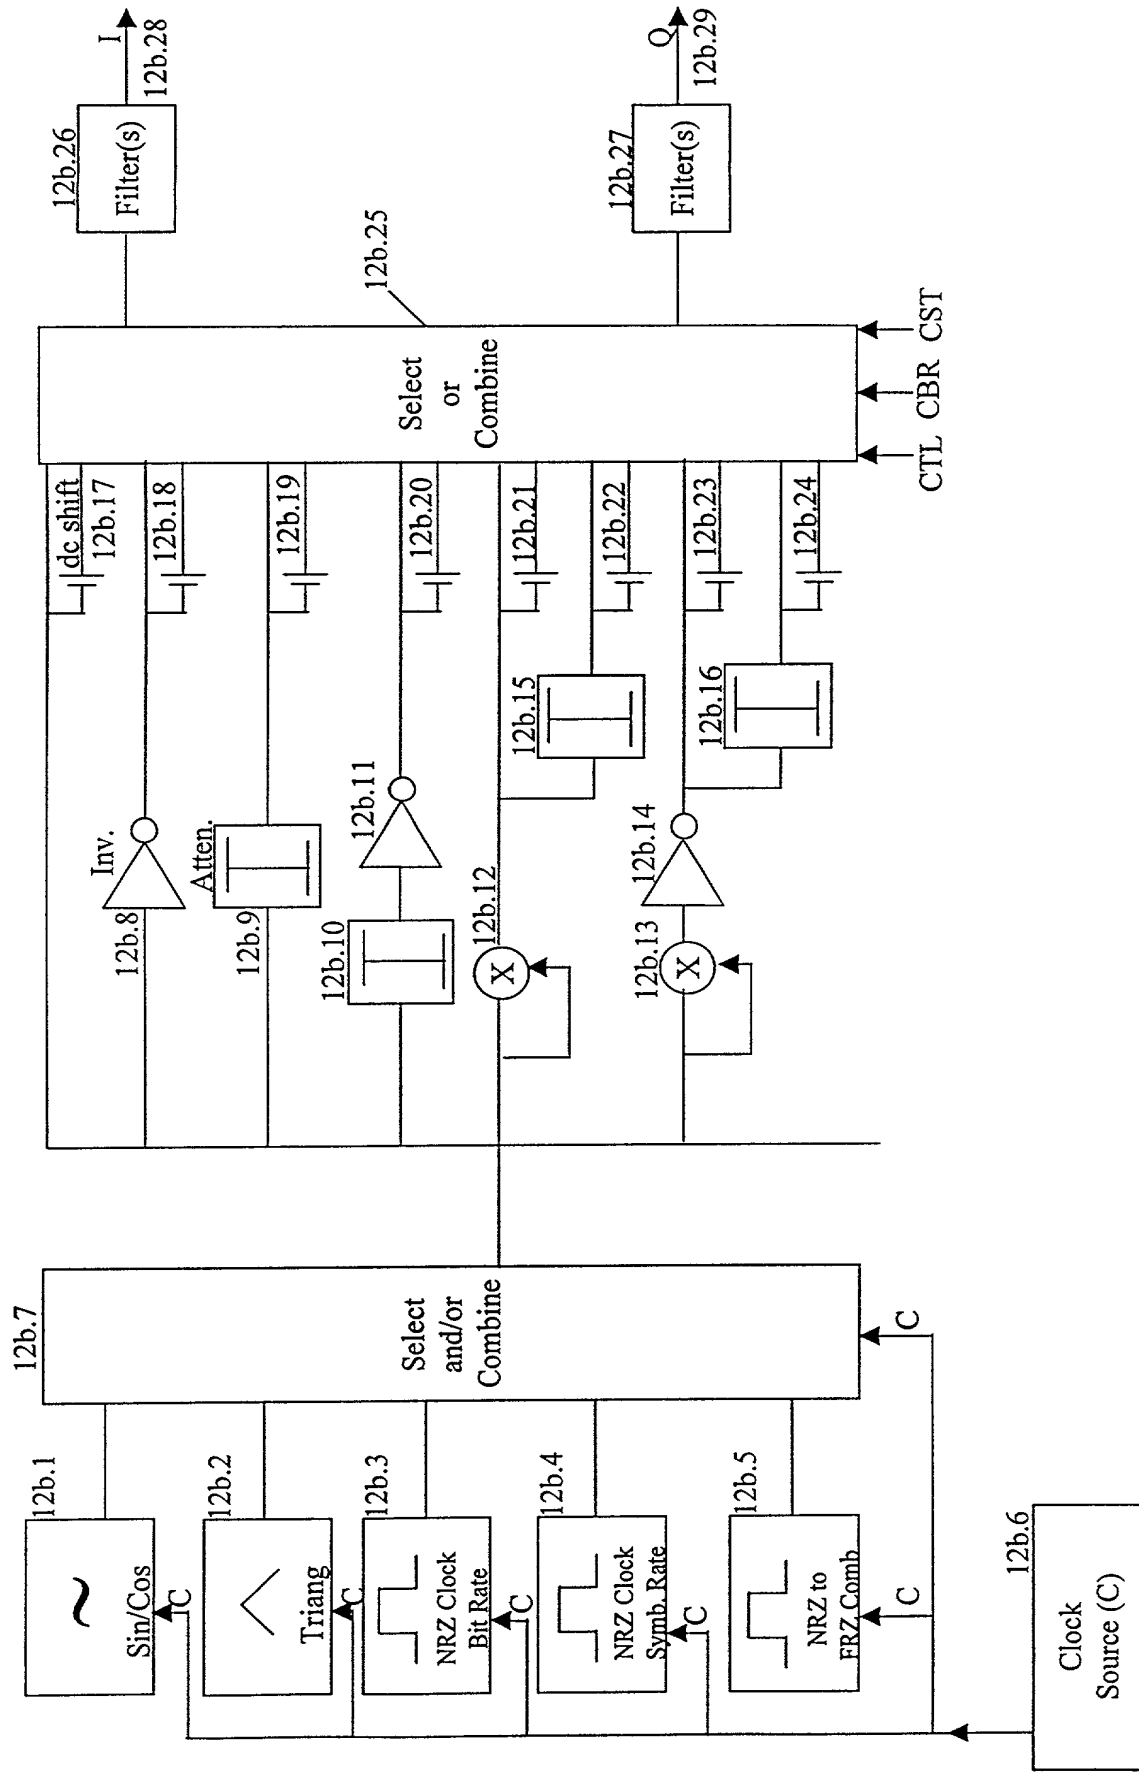 12b.1
Sin/Cos
C
12b.2
Triang
C
12b.3
NRZ Clock
Bit Rate
C
12b.4
NRZ Clock
Symb. Rate
C
12b.5
NRZ to
FRZ Comb
C
12b.6
Clock
Source (C)
12b.7
Select
and/or
Combine
C
Inv.
12b.8
Atten.
12b.9
12b.10
12b.11
12b.12
X
12b.13
X
12b.14
12b.15
12b.16
dc shift
12b.17
12b.18
12b.19
12b.20
12b.21
12b.22
12b.23
12b.24
Select
or
Combine
12b.25
CTL
CBR
CST
12b.26
Filter(s)
I
12b.28
12b.27
Filter(s)
Q
12b.29